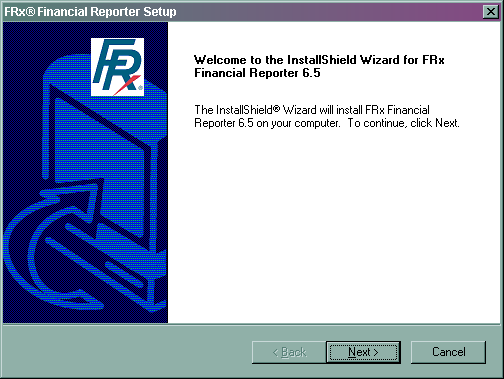 FRx® Financial Reporter Setup
FRx®
Welcome to the InstallShield Wizard for FRx
Financial Reporter 6.5
The InstallShield® Wizard will install FRx Financial
Reporter 6.5 on your computer. To continue, click Next.
< Back
Next >
Cancel